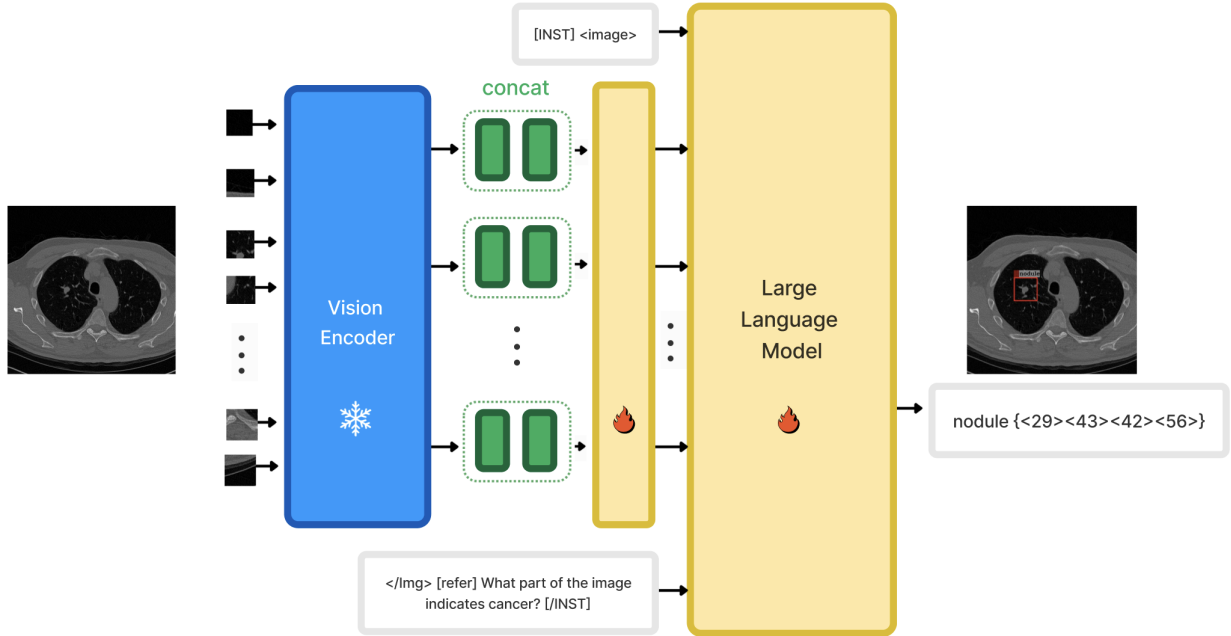 [INST] <image>
concat
Vision
Encoder
Large
Language
Model
nodule
nodule {<29><43><42><56>}
</Img> [refer] What part of the image
indicates cancer? [/INST]